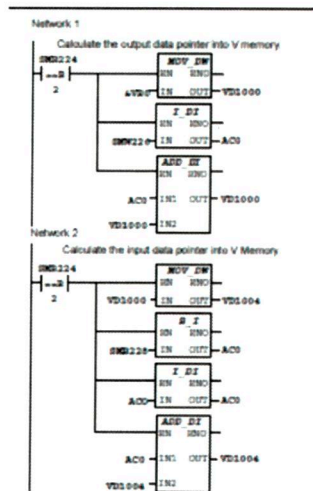 Network 1
Calculate the output data pointer into V memory
SMB224
==B
2
MOV_DW
EN ENO
&VB0 IN OUT VD1000
I_DI
EN ENO
IN OUT AC0
ADD_DI
EN ENO
AC0 IN1 OUT VD1000
VD1000 IN2
Network 2
Calculate the input data pointer into V Memory
SMB224
==B
2
MOV_DW
EN ENO
VD1000 IN OUT VD1004
B_I
EN ENO
IN OUT AC0
I_DI
EN ENO
AC0 IN OUT AC0
ADD_DI
EN ENO
AC0 IN1 OUT VD1004
VD1004 IN2